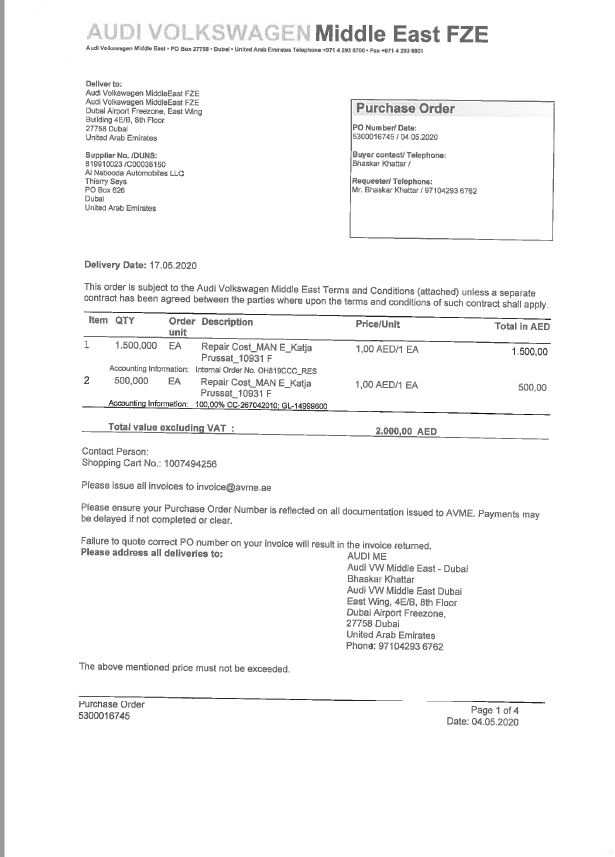 AUDI VOLKSWAGEN Middle East FZE
Audi Volkswagen Middle East • PO Box 27758 • Dubai • United Arab Emirates Telephone +971 4 293 6700 • Fax +971 4 293 6801
Deliver to:
Audi Volkswagen MiddleEast FZE
Audi Volkswagen MiddleEast FZE
Dubai Airport Freezone, East Wing
Building 4E/B, 8th Floor
27758 Dubai
United Arab Emirates
Supplier No. /DUNS:
819910023 /C00035150
Al Nabooda Automobiles LLC
Thierry Seys
PO Box 626
Dubai
United Arab Emirates
Purchase Order
PO Number/ Date:
5300016745 / 04.05.2020
Buyer contact/ Telephone:
Bhaskar Khattar /
Requester/ Telephone:
Mr. Bhaskar Khattar / 97104293 6762
Delivery Date: 17.05.2020
This order is subject to the Audi Volkswagen Middle East Terms and Conditions (attached) unless a separate
contract has been agreed between the parties where upon the terms and conditions of such contract shall apply.
Item QTY Order Description Price/Unit Total in AED
unit
1 1.500,000 EA Repair Cost_MAN E_Katja 1,00 AED/1 EA 1.500,00
Prussat_10931 F
Accounting Information: Internal Order No. OH819CCC_RES
2 500,000 EA Repair Cost_MAN E_Katja 1,00 AED/1 EA 500,00
Prussat_10931 F
Accounting Information: 100,00% CC-267042010; GL-14999600
Total value excluding VAT : 2.000,00 AED
Contact Person:
Shopping Cart No.: 1007494256
Please issue all invoices to invoice@avme.ae
Please ensure your Purchase Order Number is reflected on all documentation issued to AVME. Payments may
be delayed if not completed or clear.
Failure to quote correct PO number on your invoice will result in the invoice returned.
Please address all deliveries to:
AUDI ME
Audi VW Middle East - Dubai
Bhaskar Khattar
Audi VW Middle East Dubai
East Wing, 4E/B, 8th Floor
Dubai Airport Freezone,
27758 Dubai
United Arab Emirates
Phone: 97104293 6762
The above mentioned price must not be exceeded.
Purchase Order
5300016745
Page 1 of 4
Date: 04.05.2020